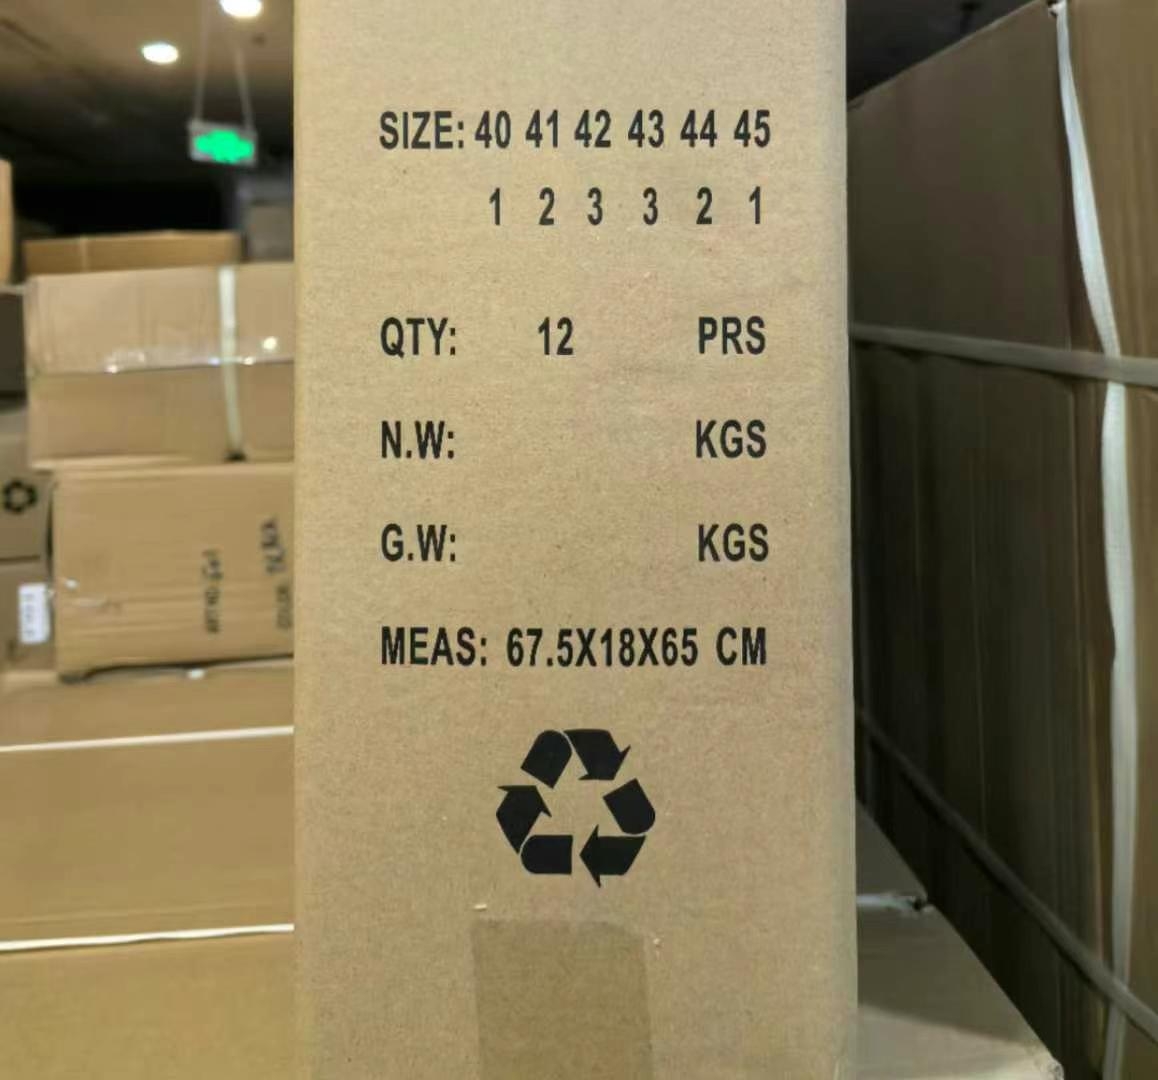 SIZE: 40 41 42 43 44 45
1 2 3 3 2 1
QTY: 12 PRS
N.W: KGS
G.W: KGS
MEAS: 67.5X18X65 CM